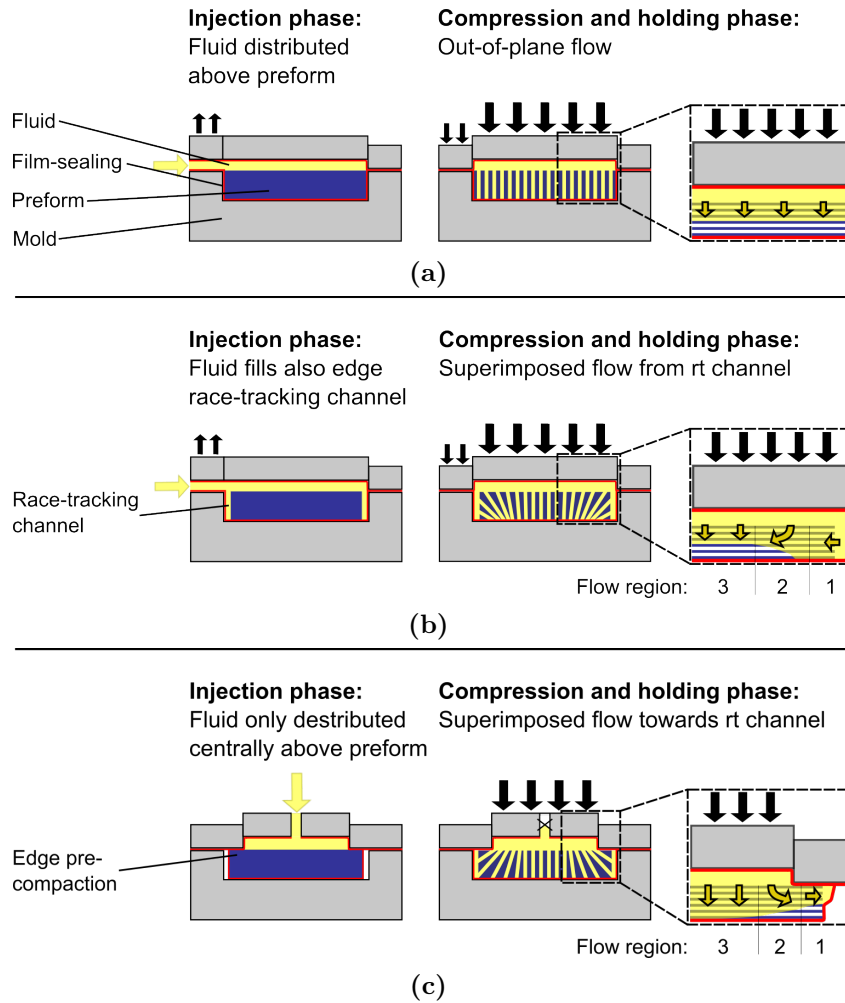 Injection phase:
Fluid distributed
above preform
Compression and holding phase:
Out-of-plane flow
Fluid
Film-sealing
Preform
Mold
(a)
Injection phase:
Fluid fills also edge
race-tracking channel
Compression and holding phase:
Superimposed flow from rt channel
Race-tracking
channel
Flow region: 3 2 1
(b)
Injection phase:
Fluid only destributed
centrally above preform
Compression and holding phase:
Superimposed flow towards rt channel
Edge pre-
compaction
Flow region: 3 2 1
(c)